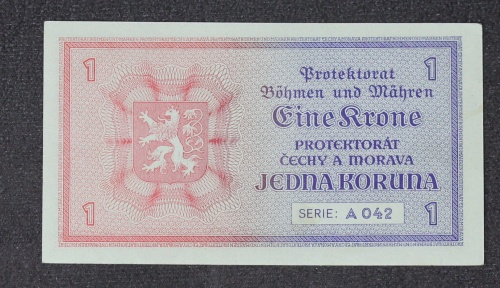 1
1
Protektorat
Böhmen und Mähren
Eine Krone
PROTEKTORÁT
ČECHY A MORAVA
JEDNA KORUNA
SERIE: A 042
1
1